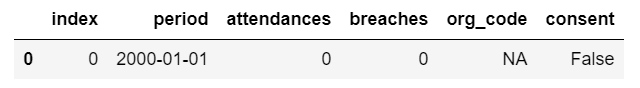 index period attendances breaches org_code consent
0 0 2000-01-01 0 0 NA False